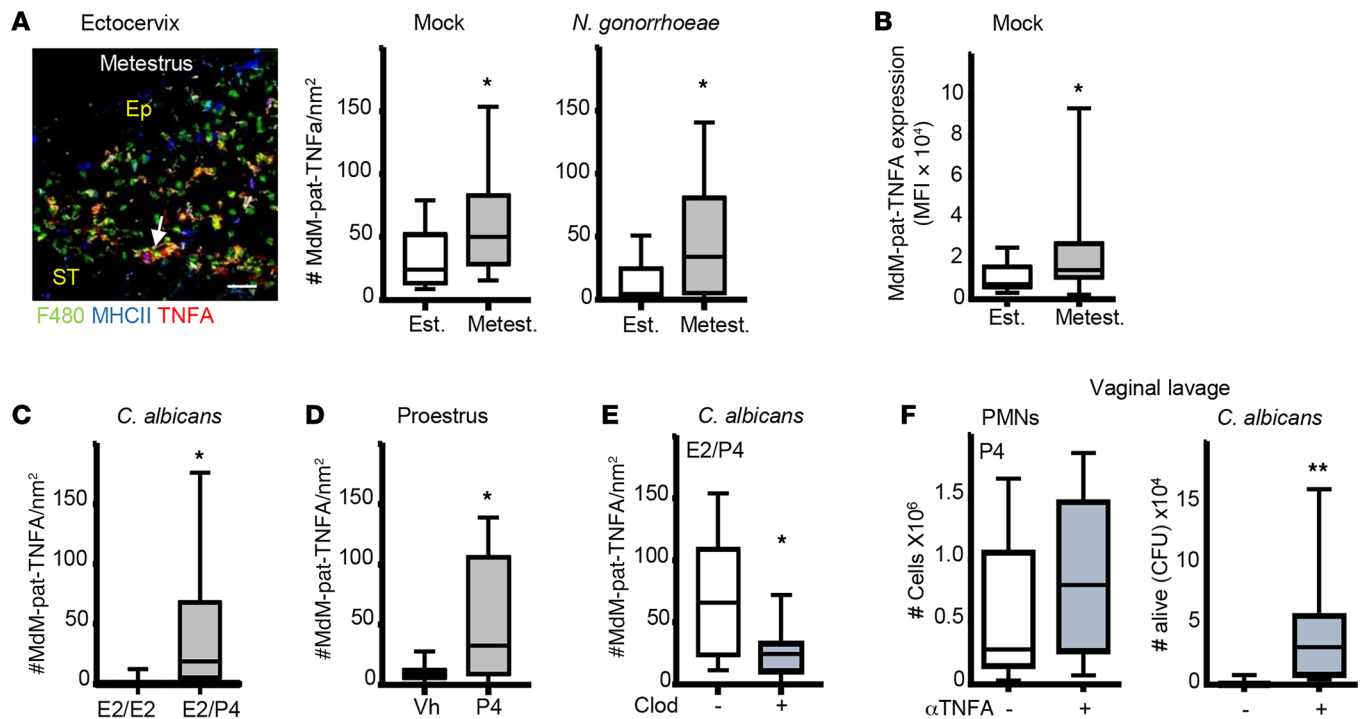 A
Ectocervix
Metestrus
Ep
ST
F480 MHCII TNFA
Mock
# MdM-pat-TNFa/nm²
150
100
50
0
*
Est.
Metest.
N. gonorrhoeae
150
100
50
0
*
Est.
Metest.
B
Mock
MdM-pat-TNFA expression
(MFI × 10⁴)
10
8
6
4
2
0
*
Est.
Metest.
C
C. albicans
#MdM-pat-TNFA/nm²
150
100
50
0
*
E2/E2
E2/P4
D
Proestrus
#MdM-pat-TNFA/nm²
150
100
50
0
*
Vh
P4
E
C. albicans
E2/P4
#MdM-pat-TNFA/nm²
150
100
50
0
*
Clod - +
Vaginal lavage
F
PMNs
P4
# Cells X10⁶
1.5
1.0
0.5
0
αTNFA - +
C. albicans
# alive (CFU) x10⁴
15
10
5
0
**
- +